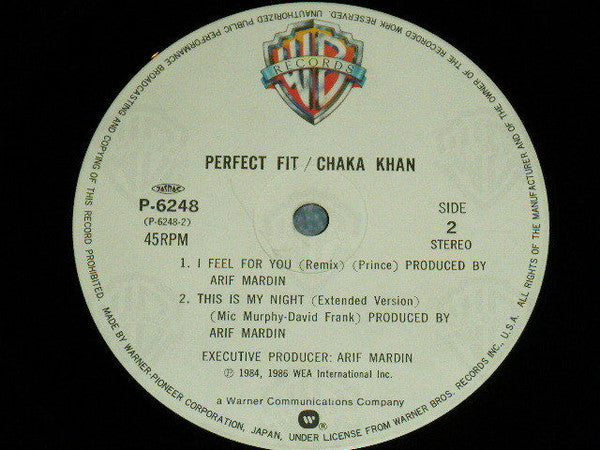 WB
RECORDS
PERFECT FIT / CHAKA KHAN
P-6248
(P-6248-2)
45RPM
SIDE
2
STEREO
1. I FEEL FOR YOU (Remix) (Prince) PRODUCED BY
ARIF MARDIN
2. THIS IS MY NIGHT (Extended Version)
(Mic Murphy-David Frank) PRODUCED BY
ARIF MARDIN
EXECUTIVE PRODUCER: ARIF MARDIN
Ⓟ 1984, 1986 WEA International Inc.
a Warner Communications Company
®
MADE BY WARNER-PIONEER CORPORATION, JAPAN, UNDER LICENSE FROM WARNER BROS. RECORDS INC., U.S.A. ALL RIGHTS OF THE MANUFACTURER AND OF THE OWNER OF THE RECORDED WORK RESERVED. UNAUTHORIZED PUBLIC PERFORMANCE BROADCASTING AND COPYING OF THIS RECORD PROHIBITED.